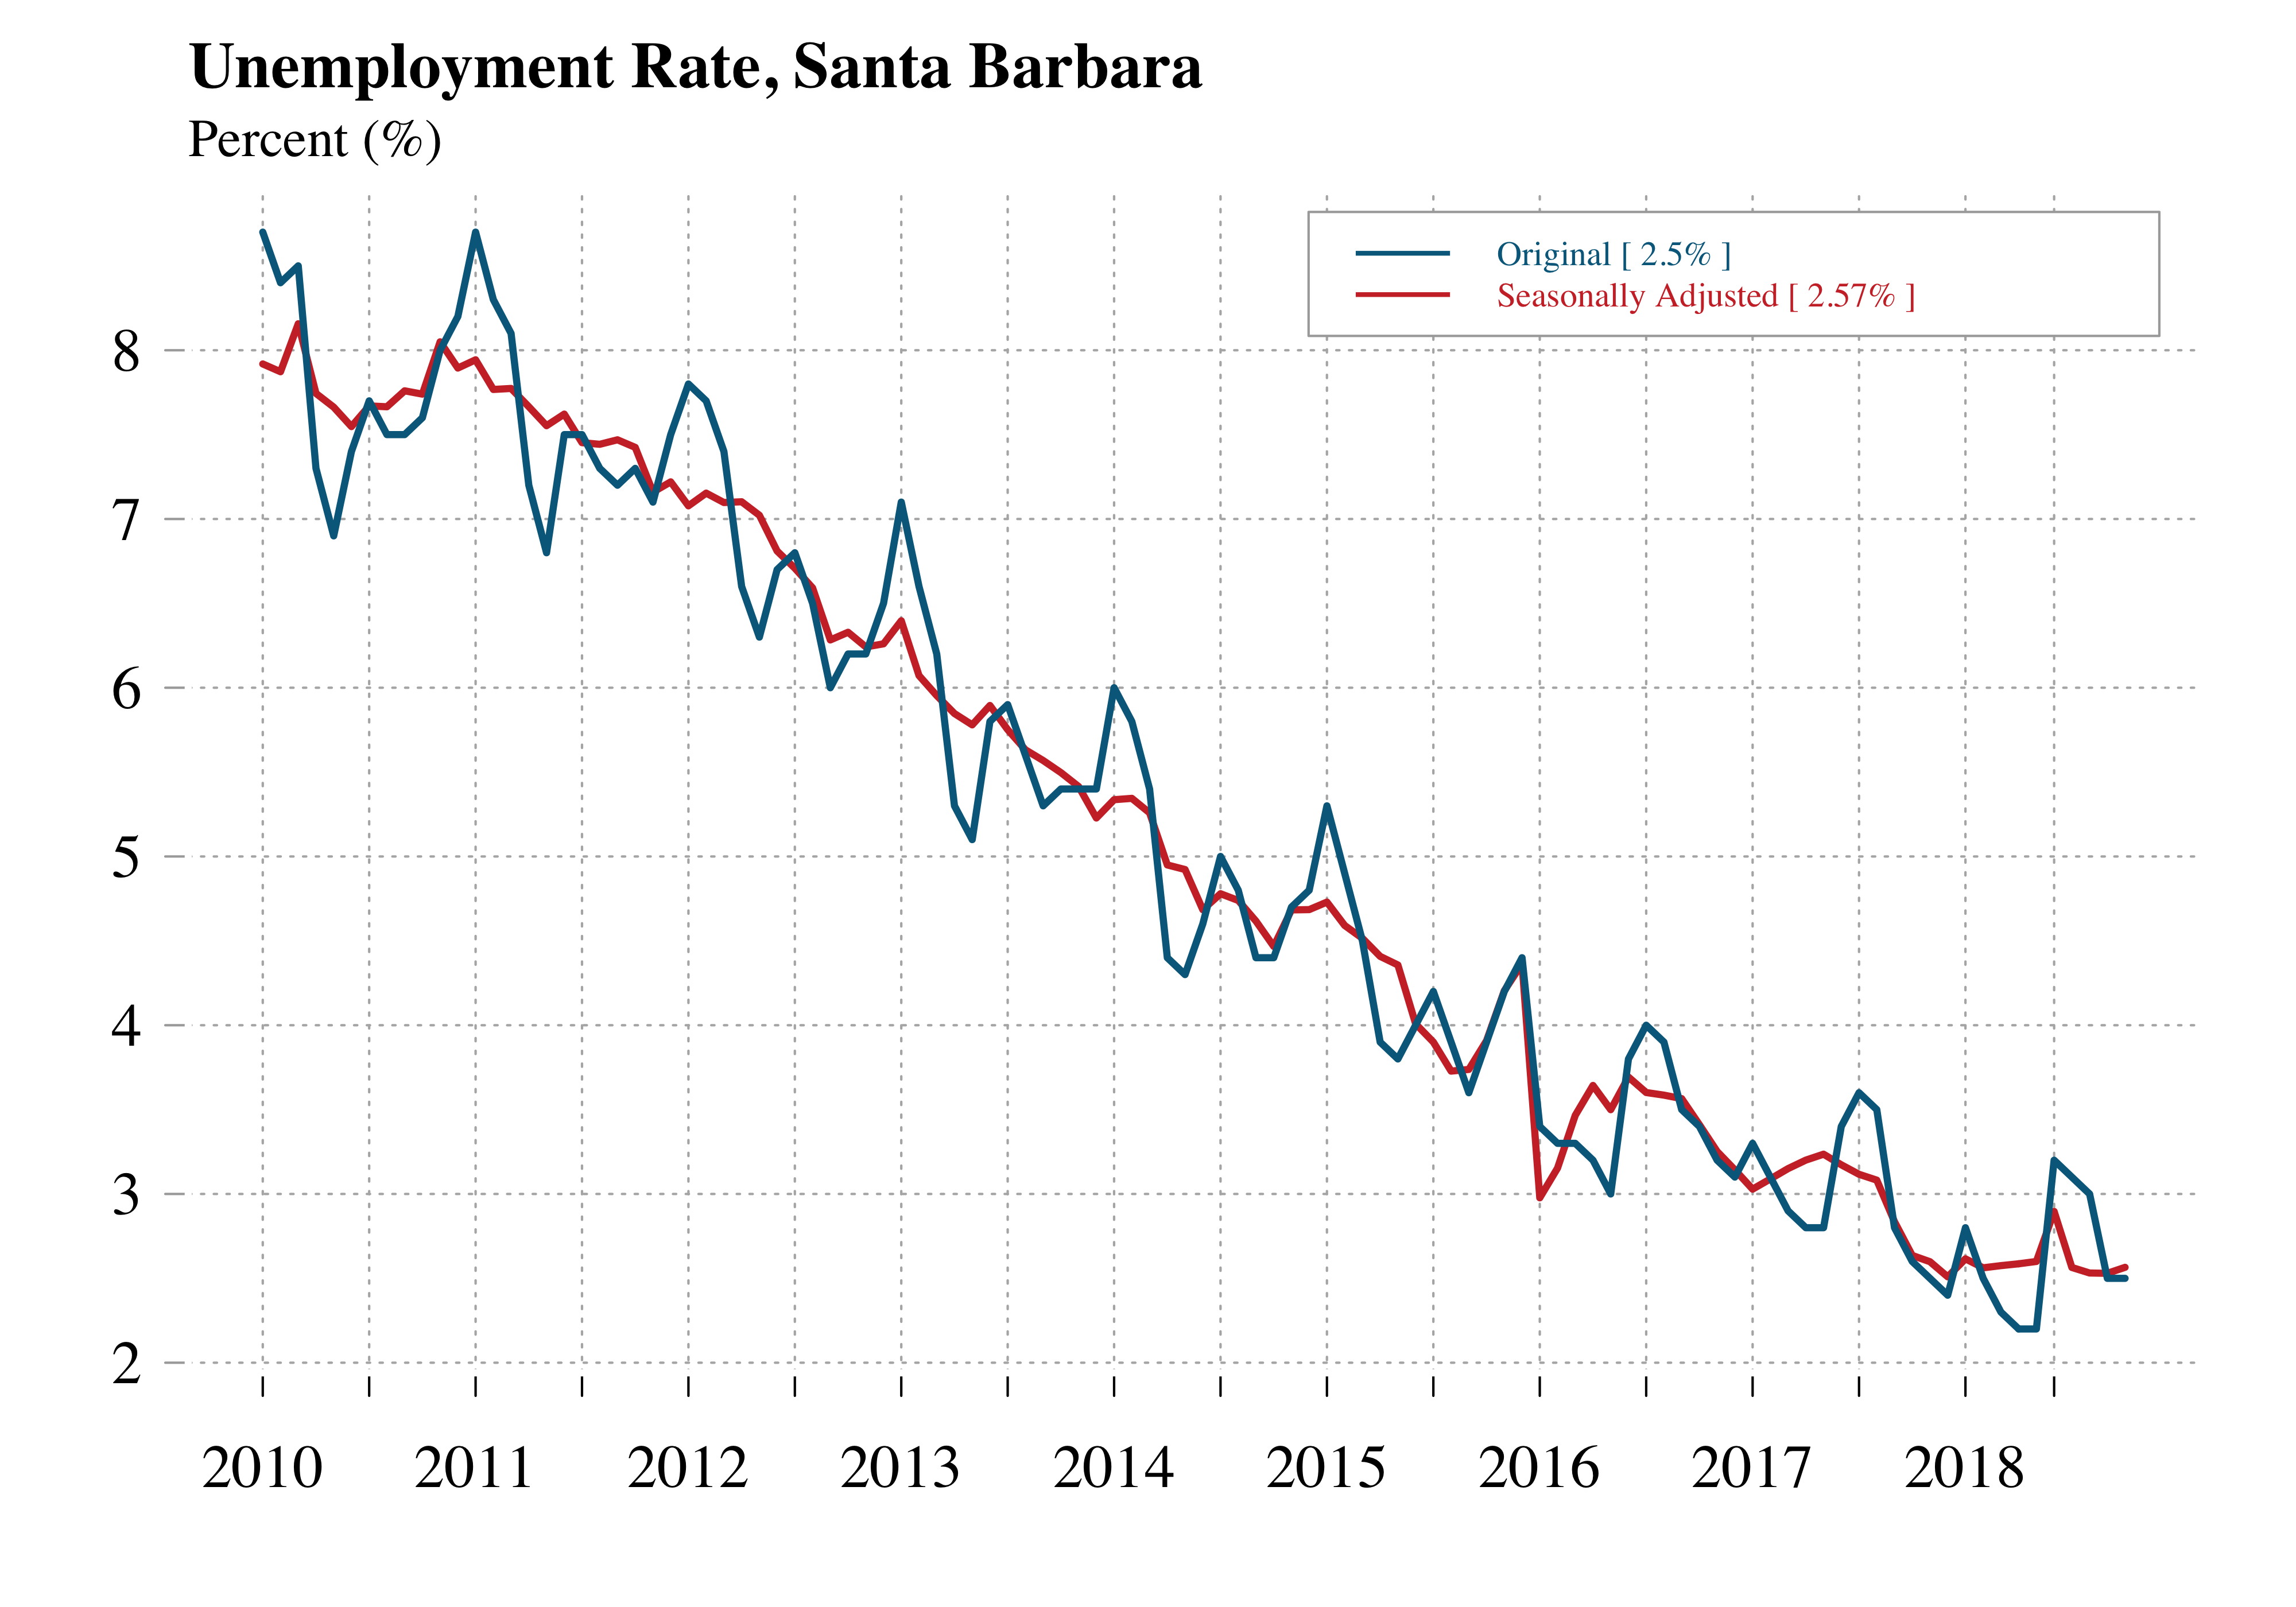 Unemployment Rate, Santa Barbara
Percent (%)
Original [ 2.5% ]
Seasonally Adjusted [ 2.57% ]
8
7
6
5
4
3
2
2010 2011 2012 2013 2014 2015 2016 2017 2018